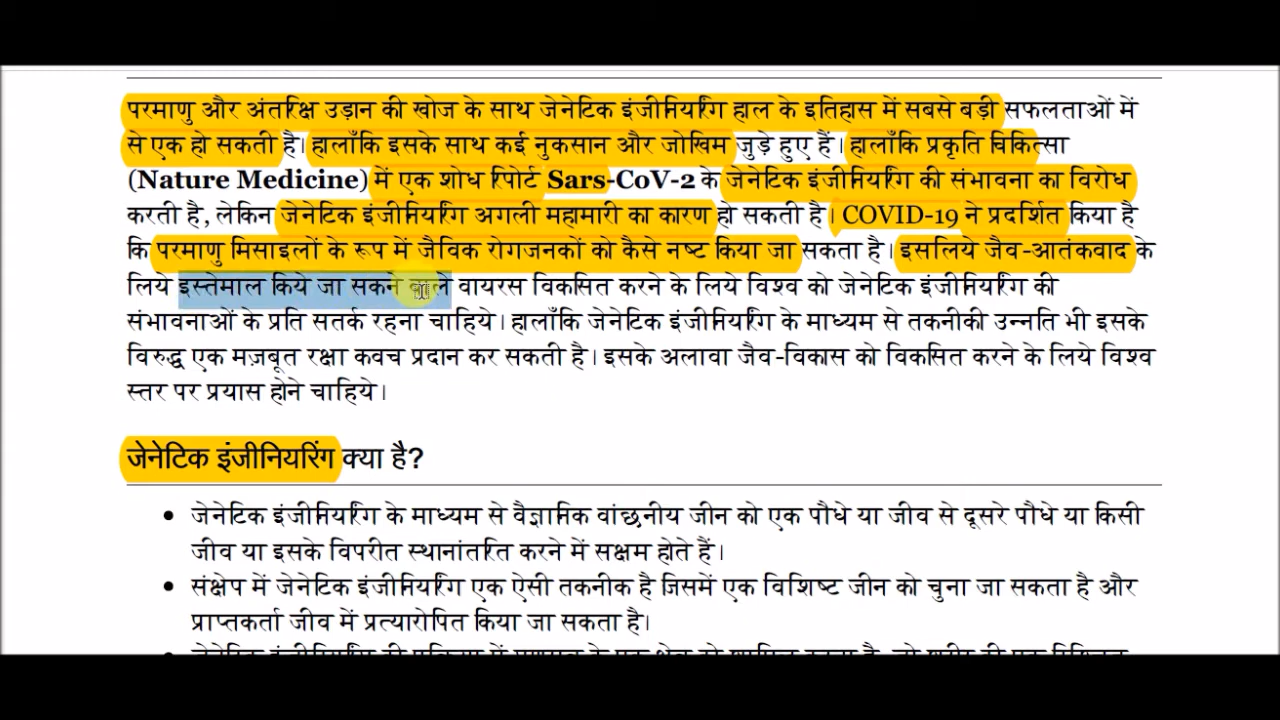 परमाणु और अंतरिक्ष उड़ान की खोज के साथ जेनेटिक इंजीनियरिंग हाल के इतिहास में सबसे बड़ी सफलताओं में
से एक हो सकती है। हालाँकि इसके साथ कई नुकसान और जोखिम जुड़े हुए हैं। हालाँकि प्रकृति चिकित्सा
(Nature Medicine) में एक शोध रिपोर्ट Sars-CoV-2 के जेनेटिक इंजीनियरिंग की संभावना का विरोध
करती है, लेकिन जेनेटिक इंजीनियरिंग अगली महामारी का कारण हो सकती है। COVID-19 ने प्रदर्शित किया है
कि परमाणु मिसाइलों के रूप में जैविक रोगजनकों को कैसे नष्ट किया जा सकता है। इसलिये जैव-आतंकवाद के
लिये इस्तेमाल किये जा सकने वाले वायरस विकसित करने के लिये विश्व को जेनेटिक इंजीनियरिंग की
संभावनाओं के प्रति सतर्क रहना चाहिये। हालाँकि जेनेटिक इंजीनियरिंग के माध्यम से तकनीकी उन्नति भी इसके
विरुद्ध एक मज़बूत रक्षा कवच प्रदान कर सकती है। इसके अलावा जैव-विकास को विकसित करने के लिये विश्व
स्तर पर प्रयास होने चाहिये।
जेनेटिक इंजीनियरिंग क्या है?
• जेनेटिक इंजीनियरिंग के माध्यम से वैज्ञानिक वांछनीय जीन को एक पौधे या जीव से दूसरे पौधे या किसी
जीव या इसके विपरीत स्थानांतरित करने में सक्षम होते हैं।
• संक्षेप में जेनेटिक इंजीनियरिंग एक ऐसी तकनीक है जिसमें एक विशिष्ट जीन को चुना जा सकता है और
प्राप्तकर्ता जीव में प्रत्यारोपित किया जा सकता है।